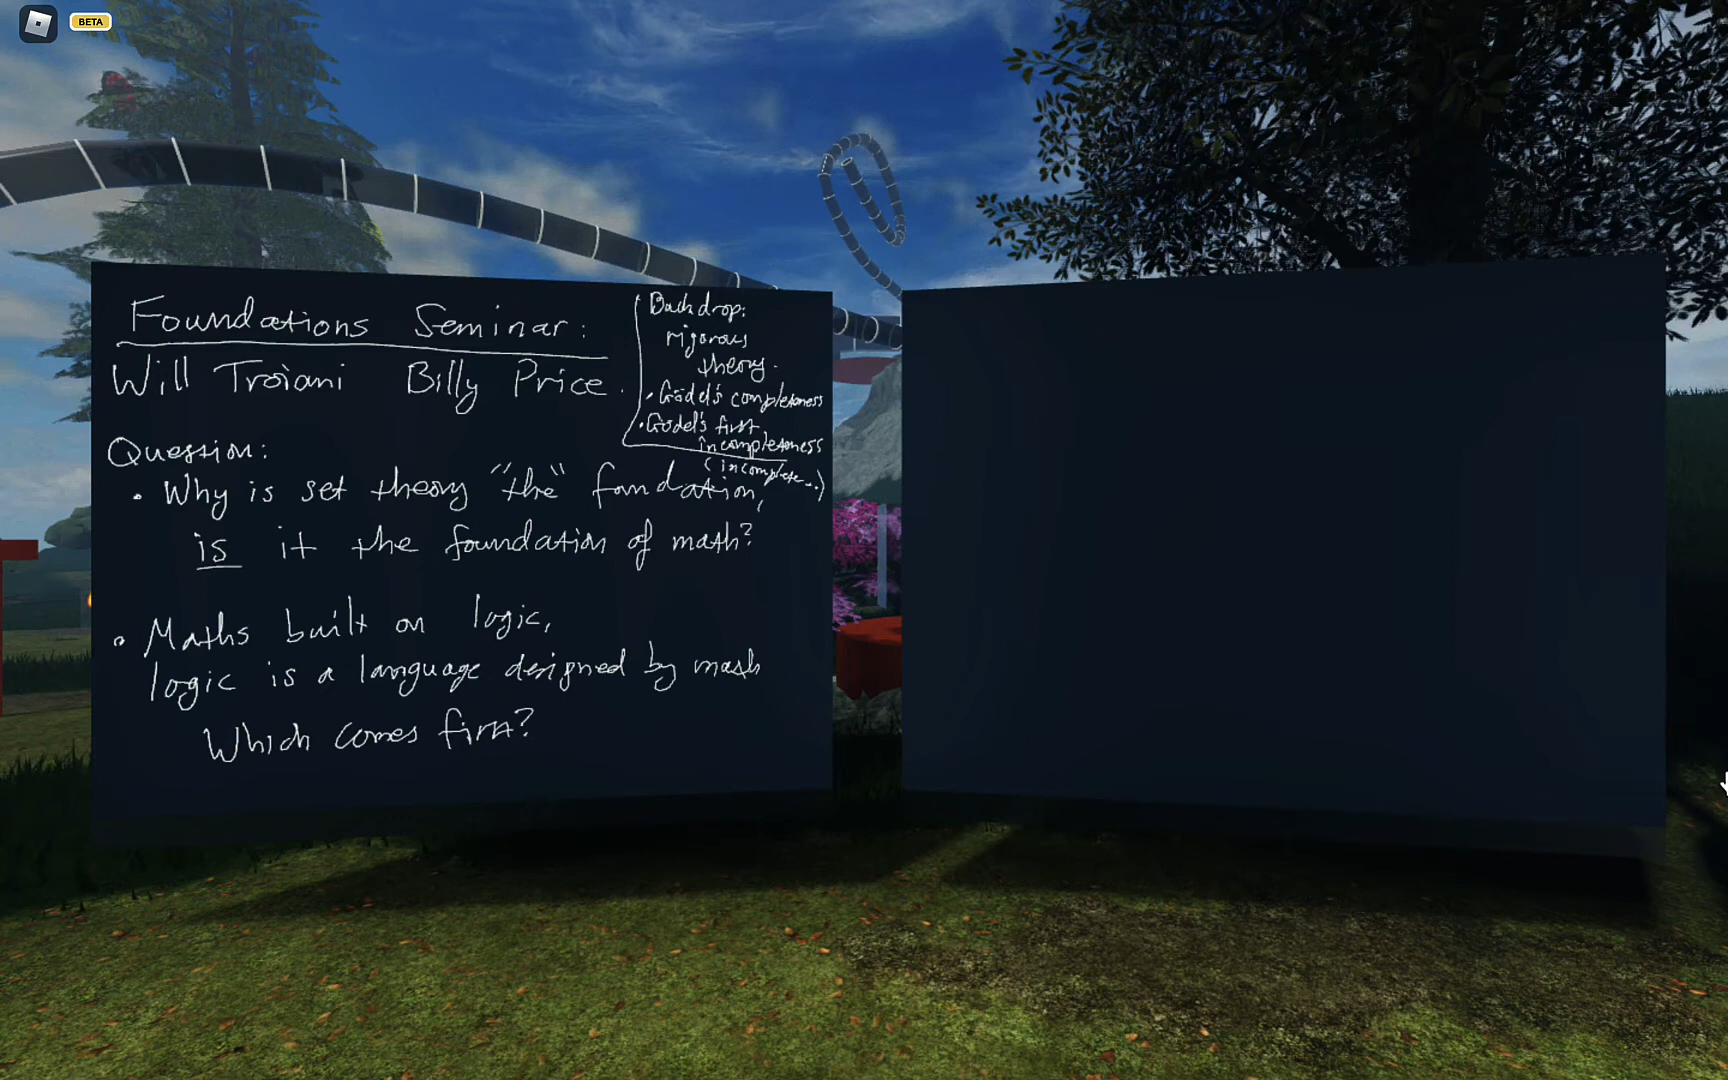 BETA
Foundations Seminar:
Will Troiani Billy Price.
Backdrop:
rigorous
theory.
• Gödel's completeness
• Gödel's first
incompleteness
(incomplete...)
Question:
• Why is set theory "the" foundation,
is it the foundation of math?
• Maths built on logic,
logic is a language designed by math
Which comes first?